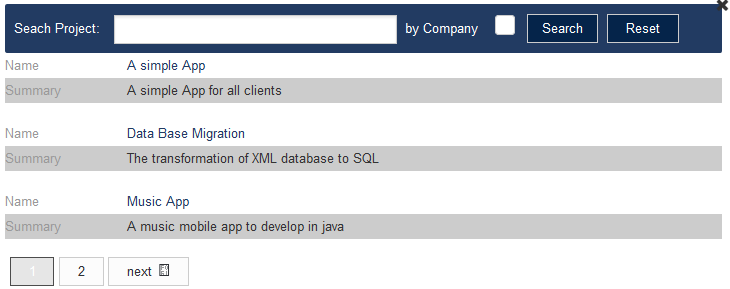 Seach Project: by Company Search Reset
Name A simple App
Summary A simple App for all clients
Name Data Base Migration
Summary The transformation of XML database to SQL
Name Music App
Summary A music mobile app to develop in java
1 2 next